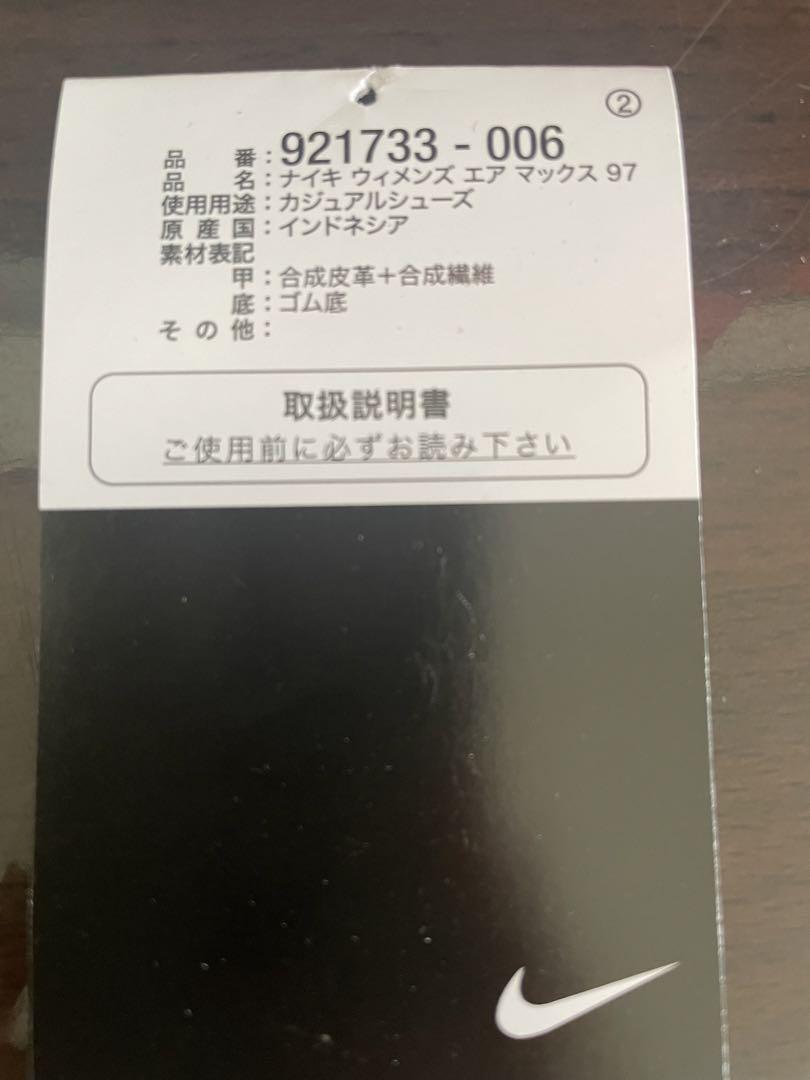 ②
品 番：921733 - 006
品 名：ナイキ ウィメンズ エア マックス 97
使用用途：カジュアルシューズ
原 産 国：インドネシア
素材表記
甲：合成皮革＋合成繊維
底：ゴム底
そ の 他：
取扱説明書
ご使用前に必ずお読み下さい